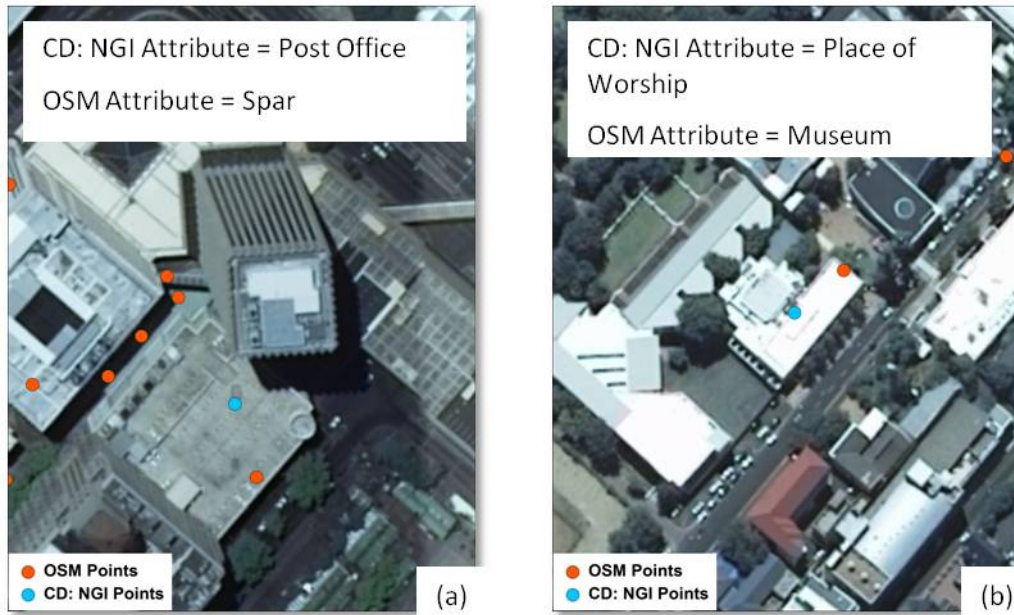 CD: NGI Attribute = Post Office
OSM Attribute = Spar
OSM Points
CD: NGI Points
(a)
CD: NGI Attribute = Place of
Worship
OSM Attribute = Museum
OSM Points
CD: NGI Points
(b)